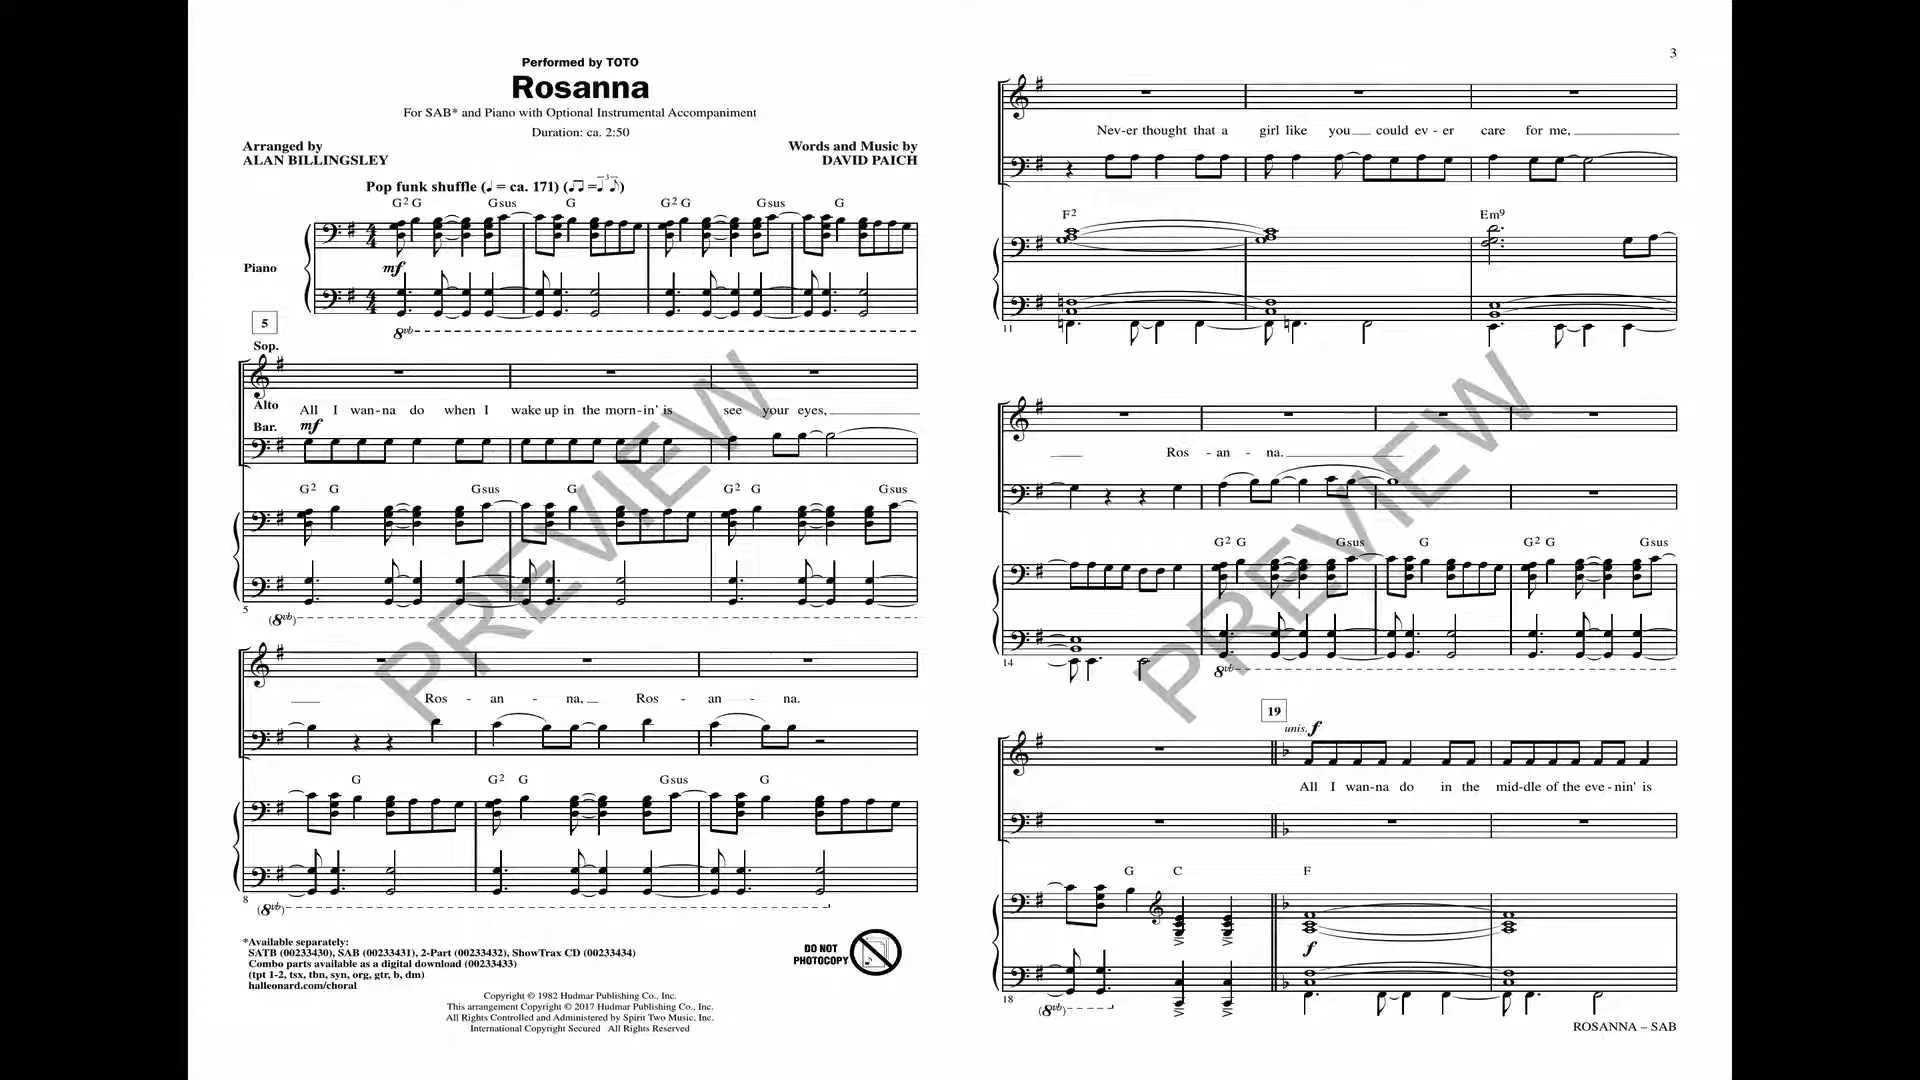 Performed by TOTO
Rosanna
For SAB* and Piano with Optional Instrumental Accompaniment
Duration: ca. 2:50
Arranged by
ALAN BILLINGSLEY
Words and Music by
DAVID PAICH
Pop funk shuffle (♩ = ca. 171) (♫ = ♩ ♪) 3
G2 G Gsus G G2 G Gsus G
Piano
mf
8vb
5
Sop.
Alto
Bar.
All I wan-na do when I wake up in the morn-in' is see your eyes,
mf
G2 G Gsus G G2 G Gsus
5
(8vb)
Ros - an - na, Ros - an - na.
G G2 G Gsus G
8
(8vb)
*Available separately:
SATB (00233430), SAB (00233431), 2-Part (00233432), ShowTrax CD (00233434)
Combo parts available as a digital download (00233433)
(tpt 1-2, tsx, tbn, syn, org, gtr, b, dm)
halleonard.com/choral
DO NOT
PHOTOCOPY
Copyright © 1982 Hudmar Publishing Co., Inc.
This arrangement Copyright © 2017 Hudmar Publishing Co., Inc.
All Rights Controlled and Administered by Spirit Two Music, Inc.
International Copyright Secured All Rights Reserved
PREVIEW
3
Nev-er thought that a girl like you could ev - er care for me,
F2 Em9
11
Ros - an - na.
G2 G Gsus G G2 G Gsus
14
8vb
19
unis. f
All I wan-na do in the mid-dle of the eve - nin' is
G C F
f
18
(8vb)
ROSANNA – SAB
PREVIEW